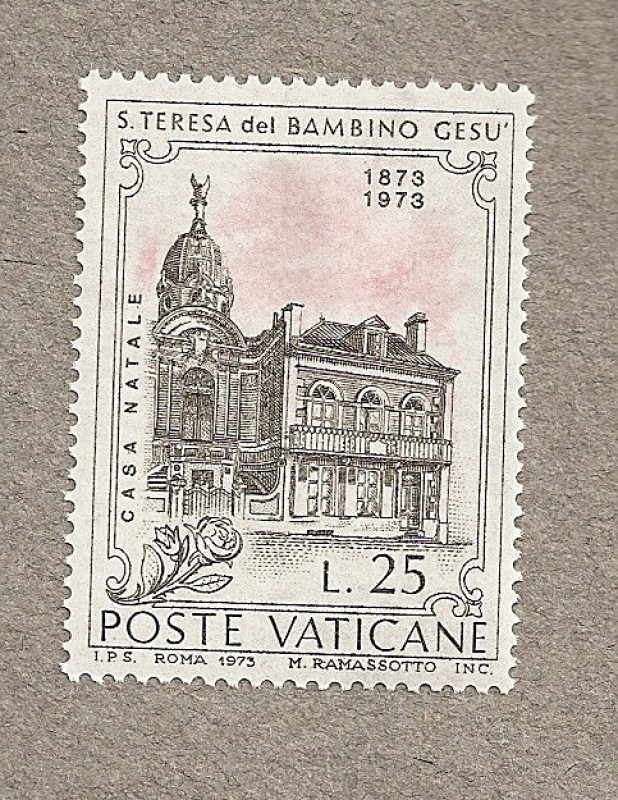 S. TERESA del BAMBINO GESU'
1873
1973
CASA NATALE
L. 25
POSTE VATICANE
I.P.S. ROMA 1973 M. RAMASSOTTO INC.